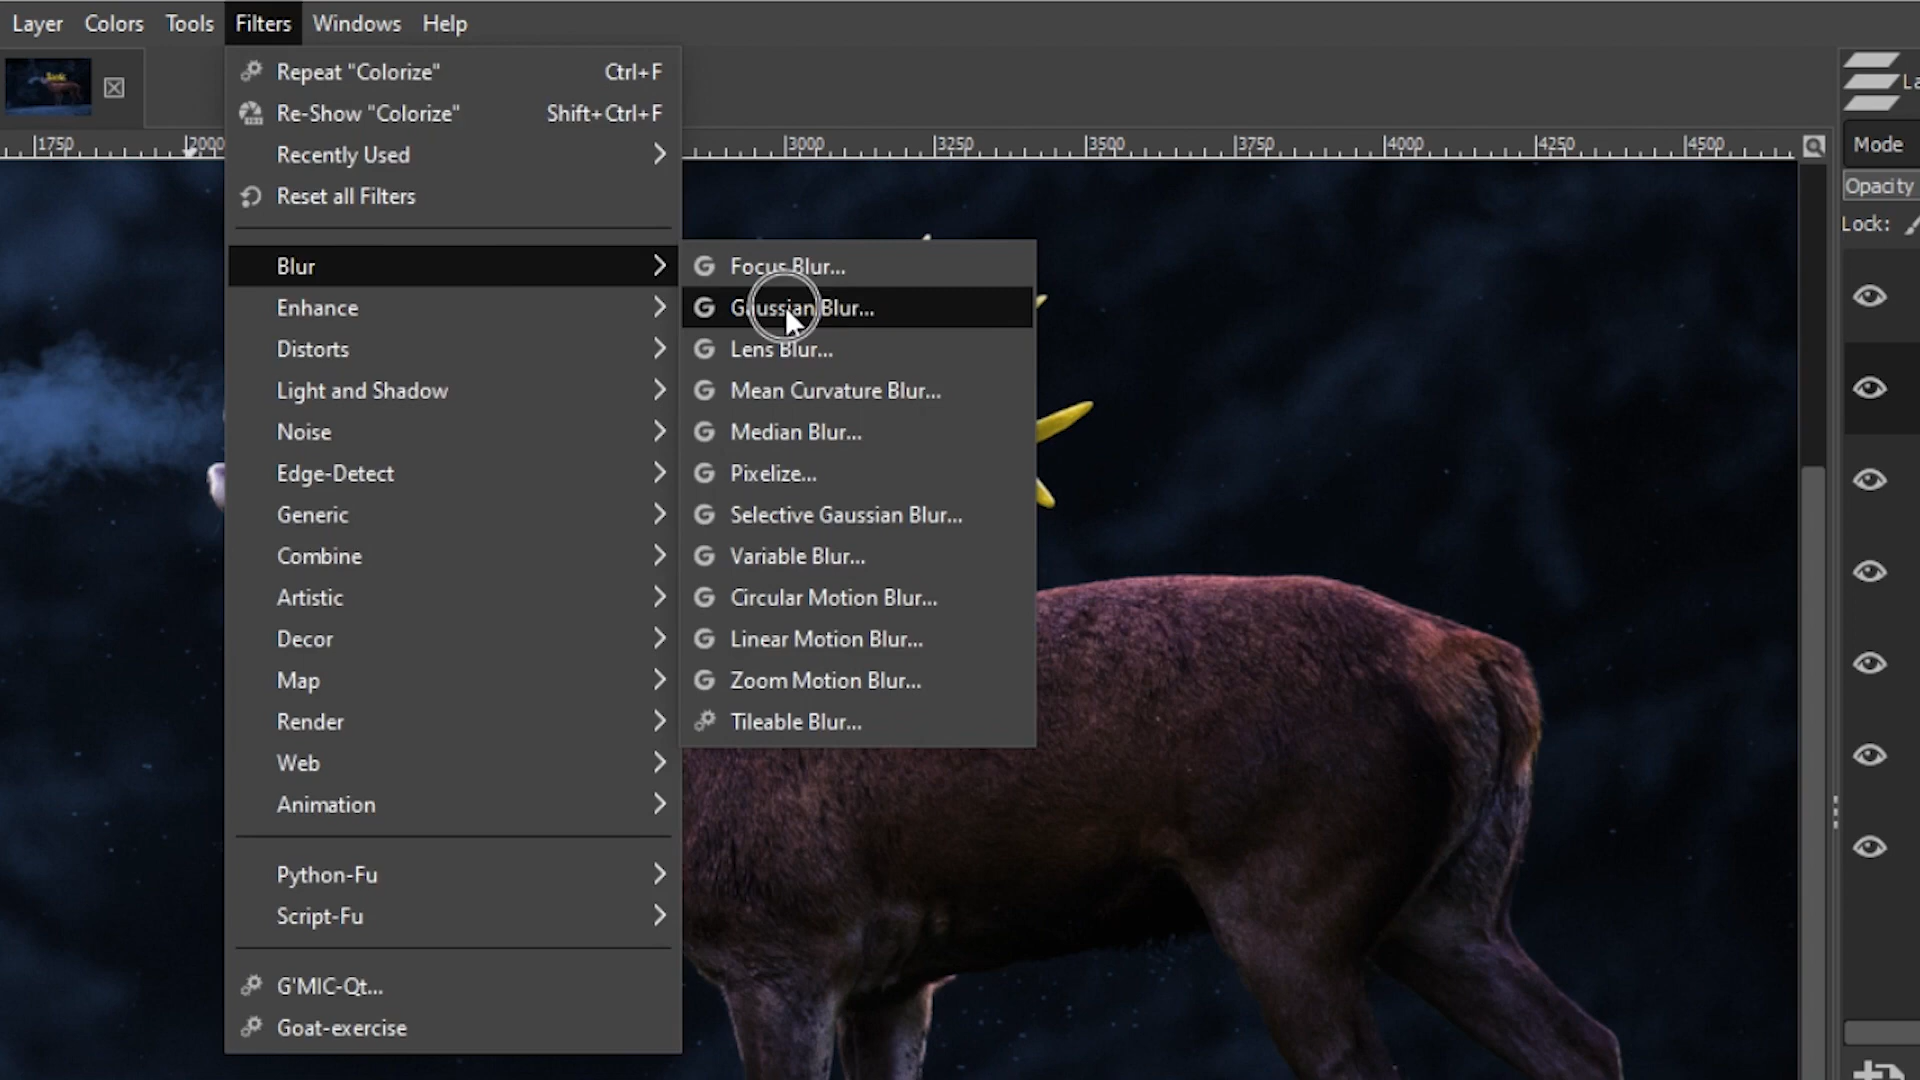 Layer Colors Tools Filters Windows Help
Repeat "Colorize" Ctrl+F
Re-Show "Colorize" Shift+Ctrl+F
Recently Used
Reset all Filters
Blur
Enhance
Distorts
Light and Shadow
Noise
Edge-Detect
Generic
Combine
Artistic
Decor
Map
Render
Web
Animation
Python-Fu
Script-Fu
G'MIC-Qt...
Goat-exercise
Focus Blur...
Gaussian Blur...
Lens Blur...
Mean Curvature Blur...
Median Blur...
Pixelize...
Selective Gaussian Blur...
Variable Blur...
Circular Motion Blur...
Linear Motion Blur...
Zoom Motion Blur...
Tileable Blur...
1750 2000 3000 3250 3500 3750 4000 4250 4500
La
Mode
Opacity
Lock: